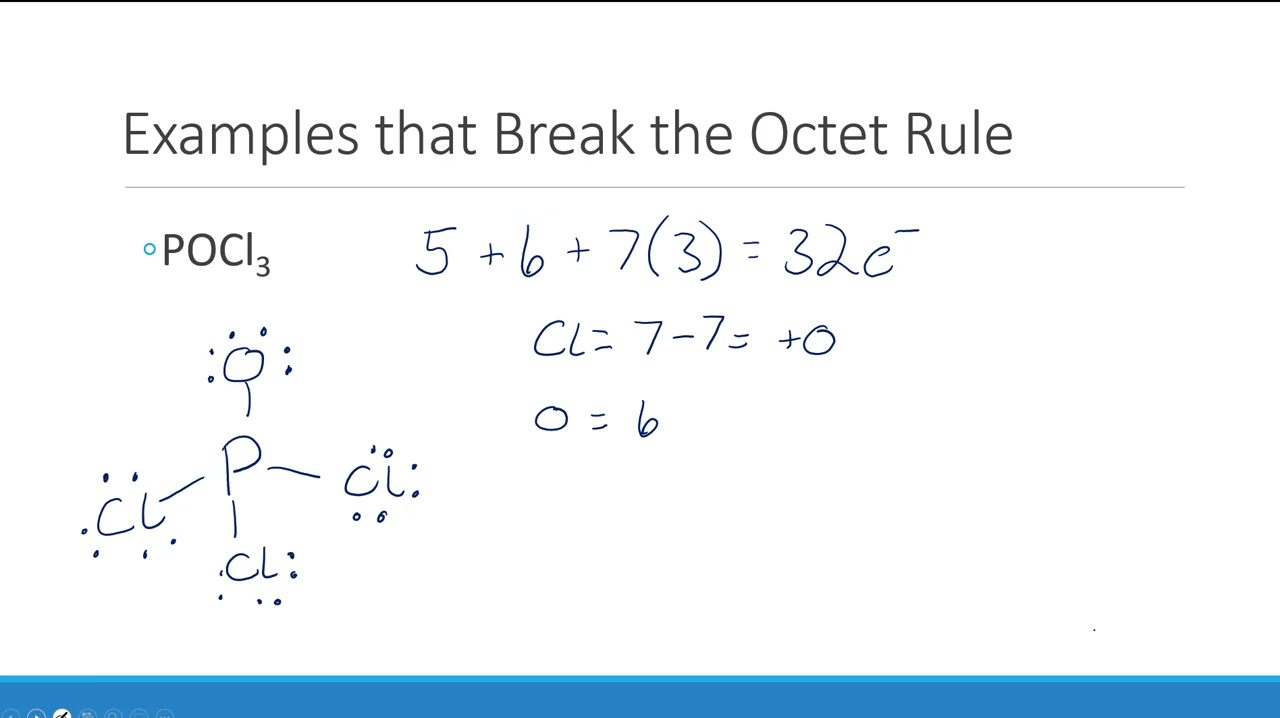 Examples that Break the Octet Rule
◦POCl₃ 5 + 6 + 7(3) = 32e⁻
Cl = 7 - 7 = +0
O = 6
O
P
Cl Cl
Cl